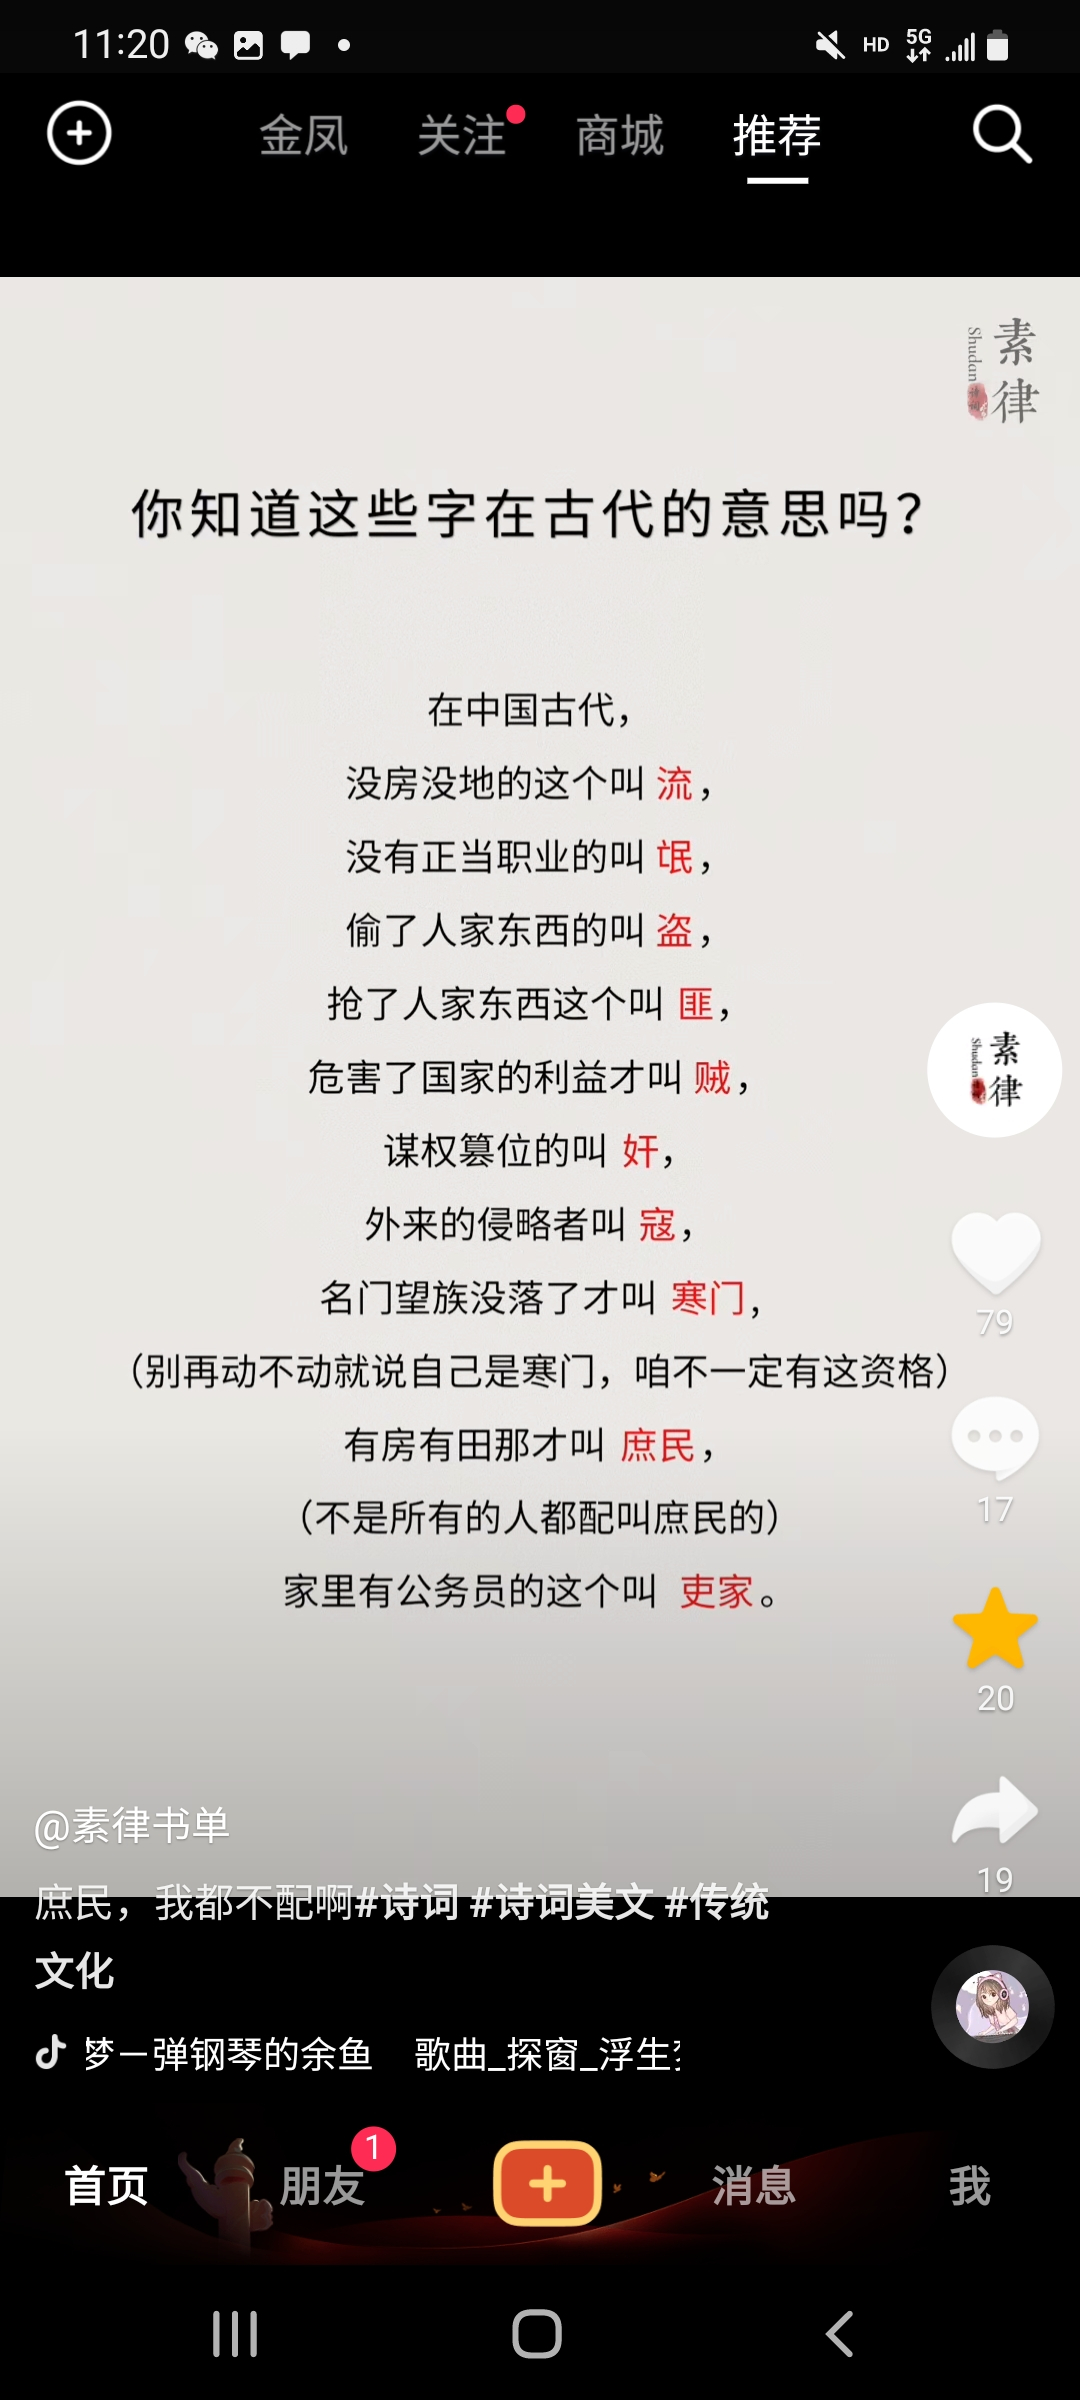 11:20 HD 5G
金凤 关注 商城 推荐
素律
Shudan
你知道这些字在古代的意思吗？
在中国古代，
没房没地的这个叫 流，
没有正当职业的叫 氓，
偷了人家东西的叫 盗，
抢了人家东西这个叫 匪，
危害了国家的利益才叫 贼，
谋权篡位的叫 奸，
外来的侵略者叫 寇，
名门望族没落了才叫 寒门，
（别再动不动就说自己是寒门，咱不一定有这资格）
有房有田那才叫 庶民，
（不是所有的人都配叫庶民的）
家里有公务员的这个叫 吏家。
素律
Shudan
79
17
20
19
@素律书单
庶民，我都不配啊#诗词 #诗词美文 #传统
文化
梦－弹钢琴的余鱼 歌曲_探窗_浮生
首页 朋友 1 消息 我